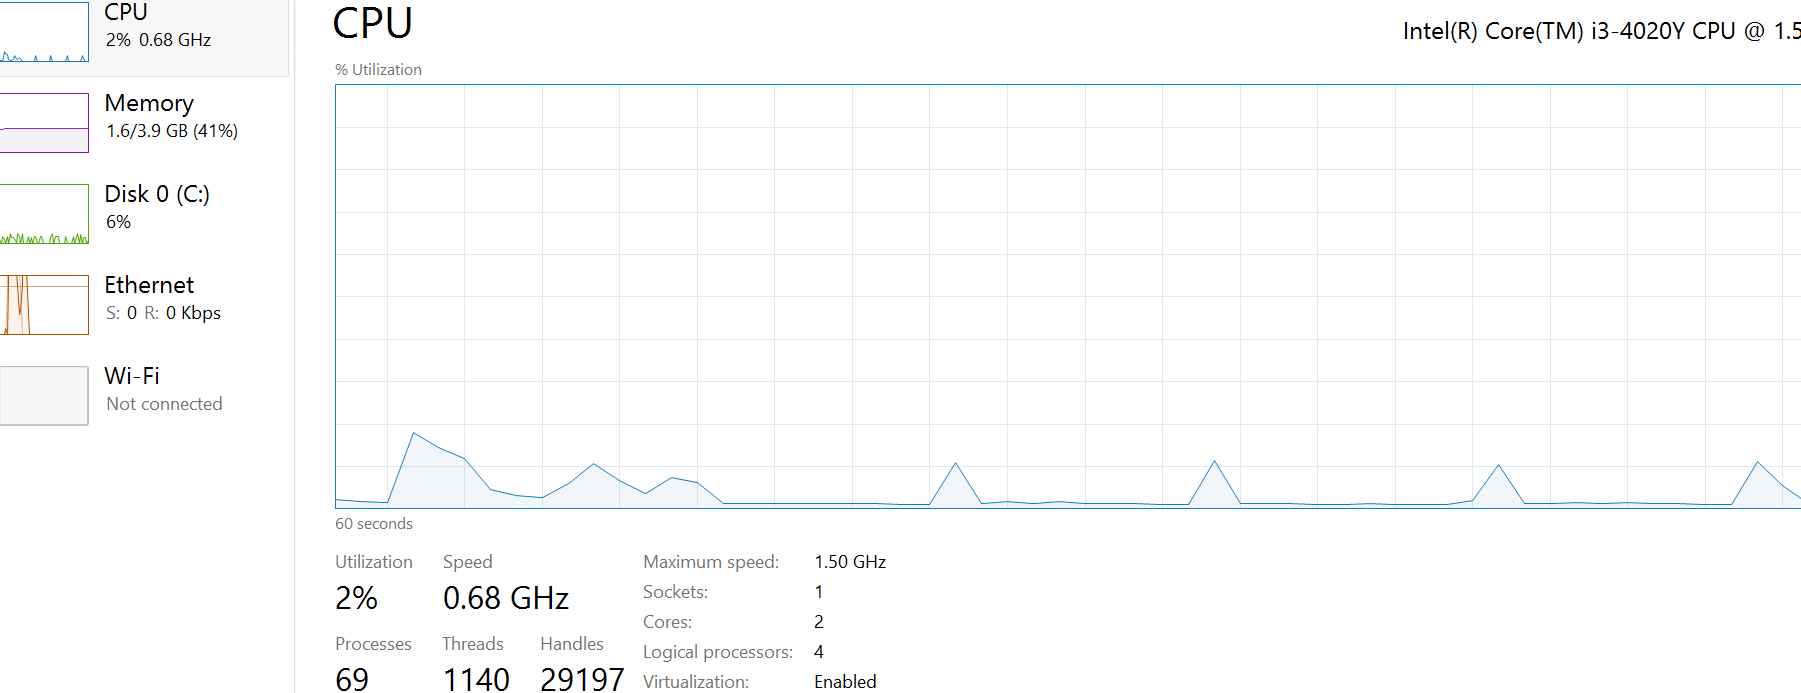 CPU
2% 0.68 GHz
Memory
1.6/3.9 GB (41%)
Disk 0 (C:)
6%
Ethernet
S: 0 R: 0 Kbps
Wi-Fi
Not connected
CPU
Intel(R) Core(TM) i3-4020Y CPU @ 1.5
% Utilization
60 seconds
Utilization Speed
2% 0.68 GHz
Processes Threads Handles
69 1140 29197
Maximum speed: 1.50 GHz
Sockets: 1
Cores: 2
Logical processors: 4
Virtualization: Enabled